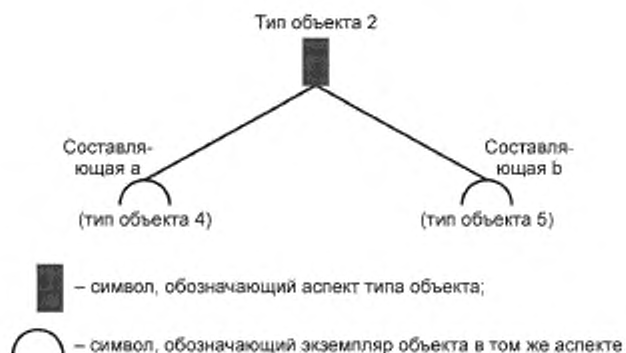 Тип объекта 2
Составля-
ющая a
Составля-
ющая b
(тип объекта 4)
(тип объекта 5)
– символ, обозначающий аспект типа объекта;
– символ, обозначающий экземпляр объекта в том же аспекте